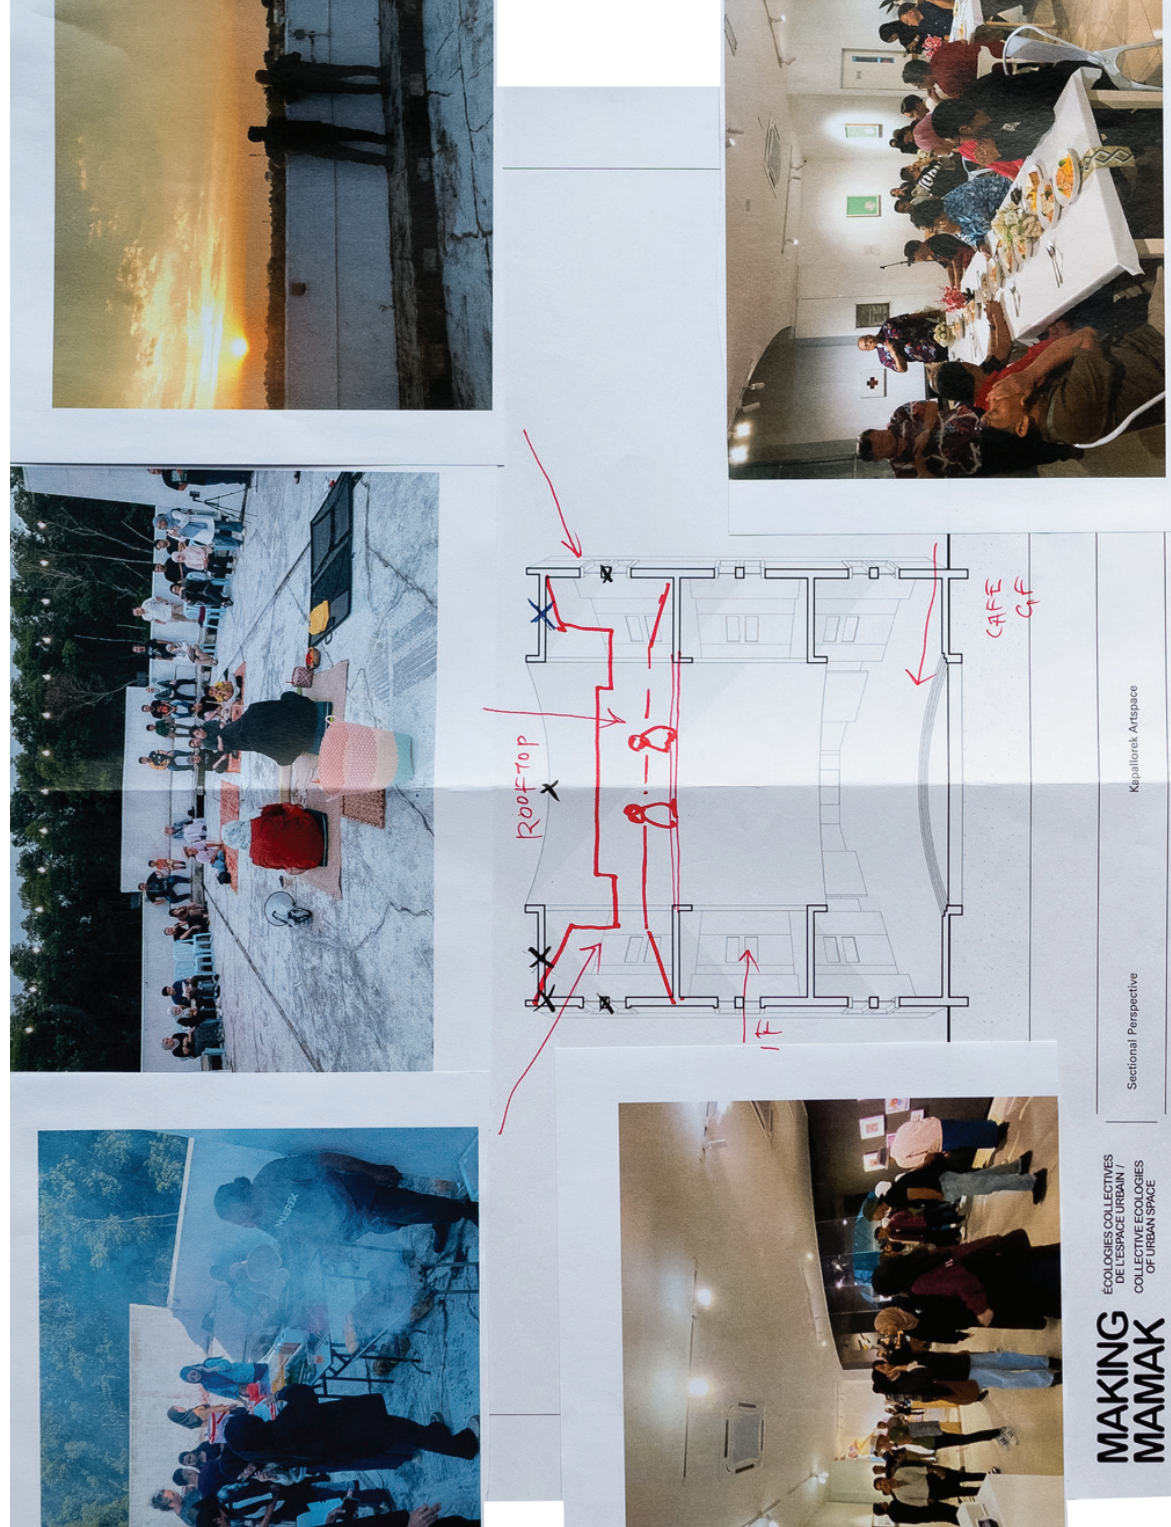 ROOFTOP
CAFE
GF
1F
Kapallorek Artspace
Sectional Perspective
ÉCOLOGIES COLLECTIVES
DE L'ESPACE URBAIN /
COLLECTIVE ECOLOGIES
OF URBAN SPACE
MAKING
MAMAK